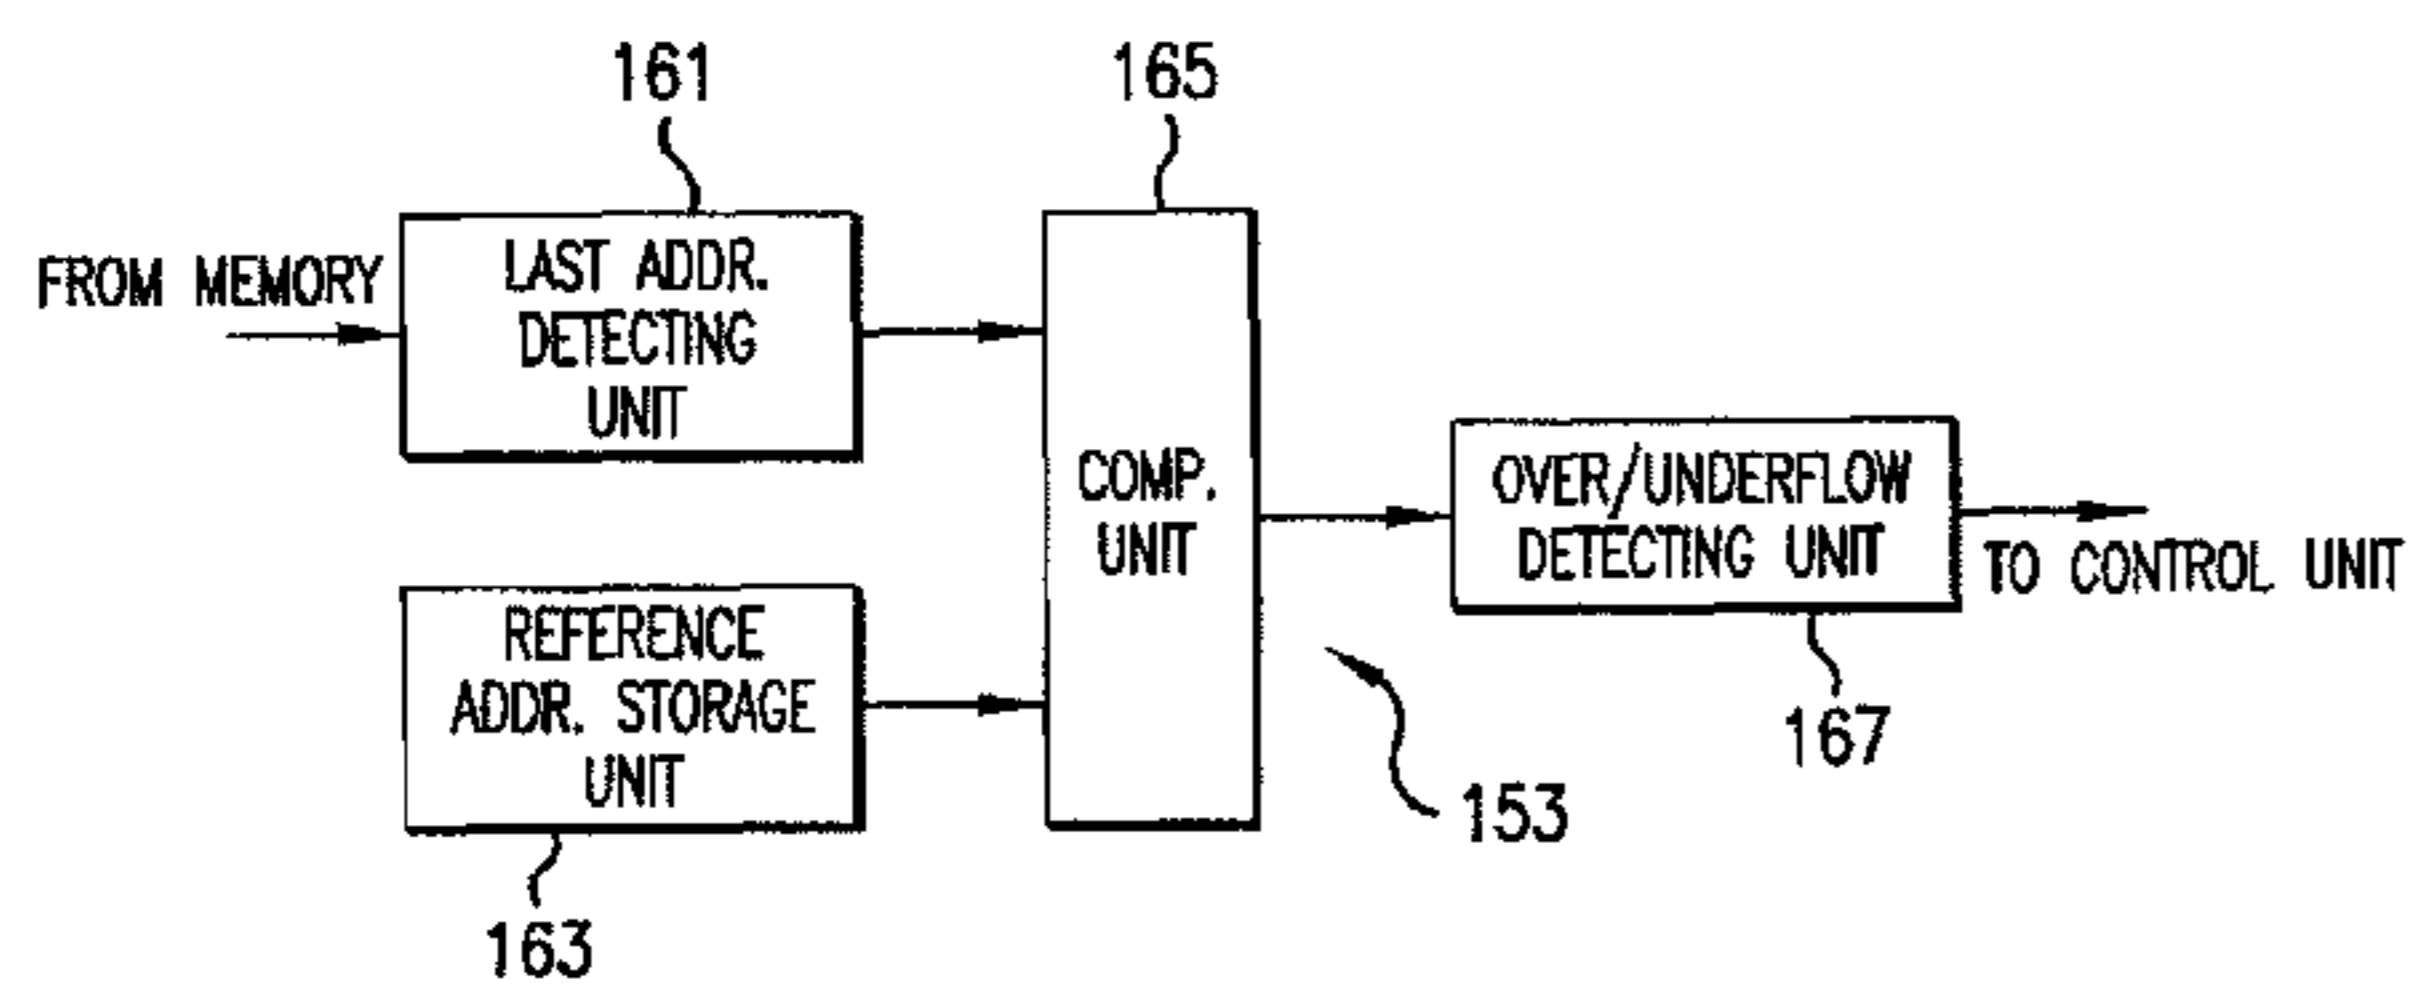 161
165
FROM MEMORY
LAST ADDR.
DETECTING
UNIT
COMP.
UNIT
OVER/UNDERFLOW
DETECTING UNIT
TO CONTROL UNIT
REFERENCE
ADDR. STORAGE
UNIT
167
153
163